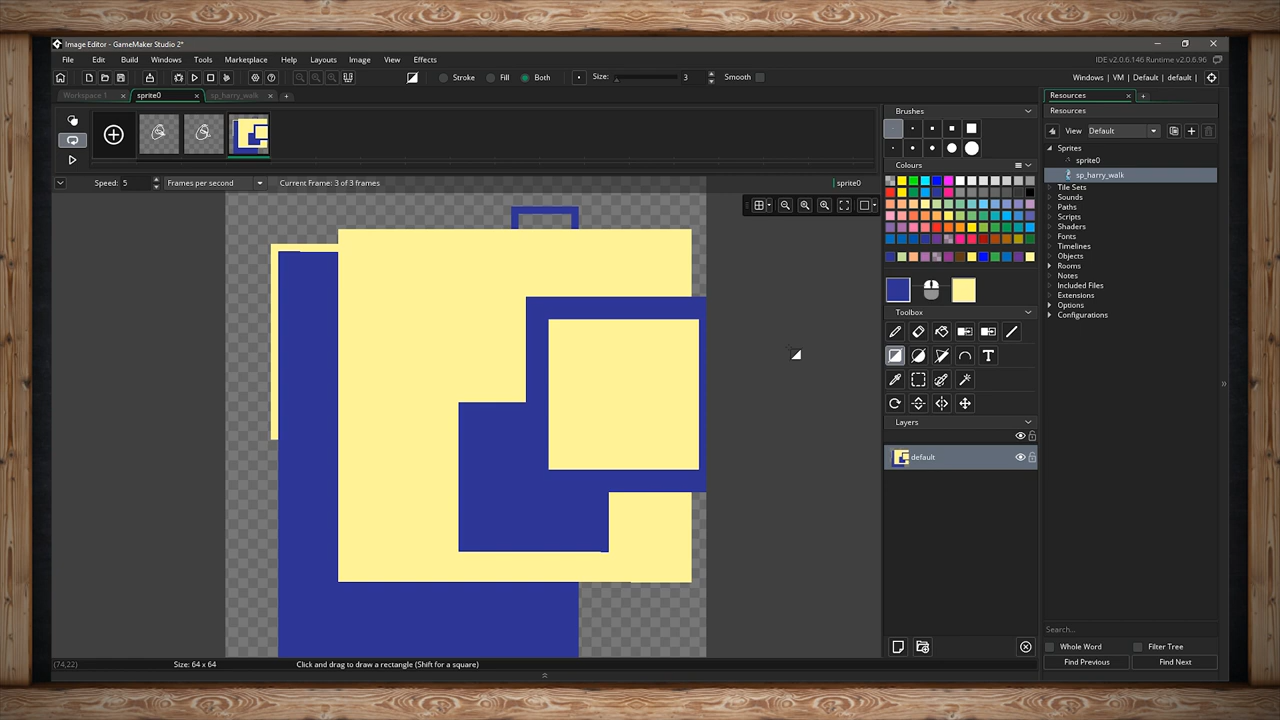 Image Editor - GameMaker Studio 2*
File Edit Build Windows Tools Marketplace Help Layouts Image View Effects
IDE v2.0.6.146 Runtime v2.0.6.96
Stroke Fill Both Size: 3 Smooth
Windows | VM | Default | default |
Workspace 1 sprite0 sp_harry_walk
Resources
Brushes
Resources
View Default
Sprites
sprite0
sp_harry_walk
Tile Sets
Sounds
Paths
Scripts
Shaders
Fonts
Timelines
Objects
Rooms
Notes
Included Files
Extensions
Options
Configurations
Colours
Speed: 5 Frames per second Current Frame: 3 of 3 frames sprite0
Toolbox
T
Layers
default
Search...
Whole Word Filter Tree
Find Previous Find Next
(74,22) Size: 64 x 64 Click and drag to draw a rectangle (Shift for a square)